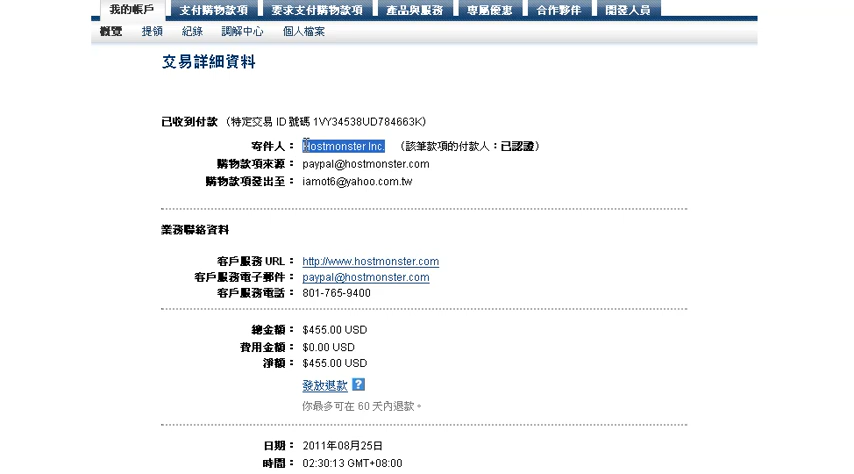 我的帳戶 支付購物款項 要求支付購物款項 產品與服務 專屬優惠 合作夥伴 開發人員
概覽 提領 紀錄 調解中心 個人檔案
交易詳細資料
已收到付款 (特定交易 ID 號碼 1VY34538UD784663K)
寄件人： Hostmonster Inc. (該筆款項的付款人：已認證)
購物款項來源： paypal@hostmonster.com
購物款項發出至： iamot6@yahoo.com.tw
業務聯絡資料
客戶服務 URL： http://www.hostmonster.com
客戶服務電子郵件： paypal@hostmonster.com
客戶服務電話： 801-765-9400
總金額： $455.00 USD
費用金額： $0.00 USD
淨額： $455.00 USD
發放退款 ?
你最多可在 60 天內退款。
日期： 2011年08月25日
時間： 02:30:13 GMT+08:00